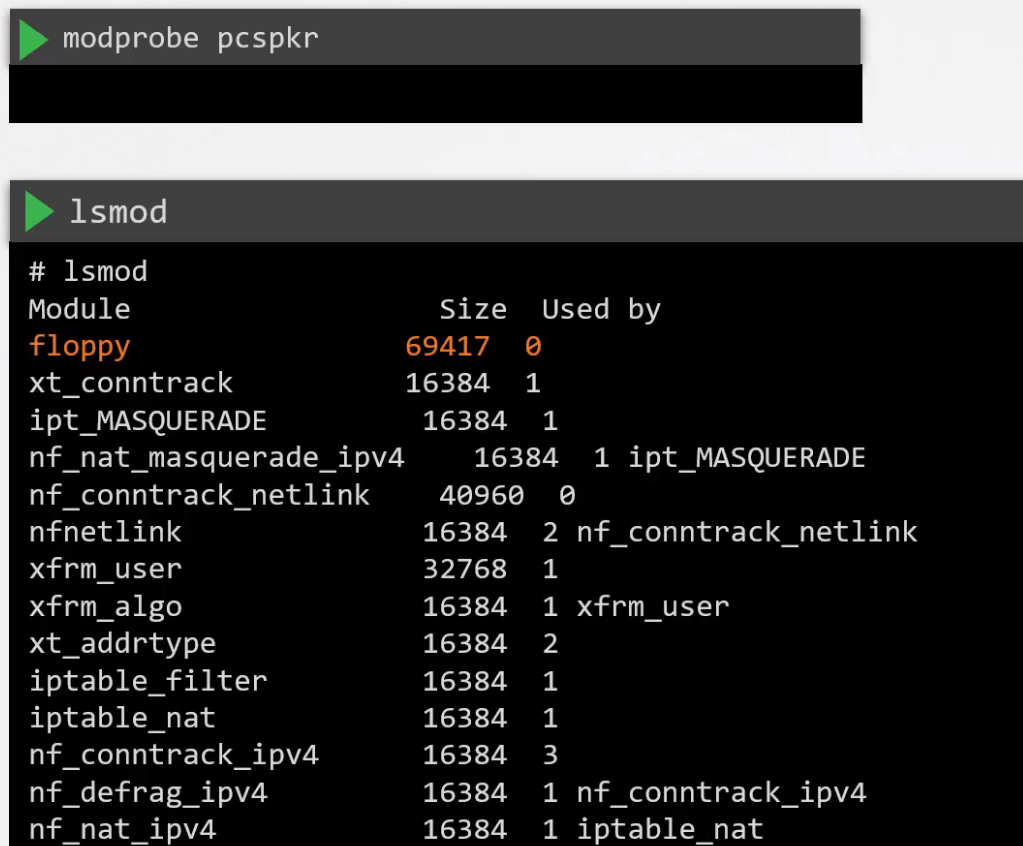 modprobe pcspkr
lsmod
# lsmod
Module Size Used by
floppy 69417 0
xt_conntrack 16384 1
ipt_MASQUERADE 16384 1
nf_nat_masquerade_ipv4 16384 1 ipt_MASQUERADE
nf_conntrack_netlink 40960 0
nfnetlink 16384 2 nf_conntrack_netlink
xfrm_user 32768 1
xfrm_algo 16384 1 xfrm_user
xt_addrtype 16384 2
iptable_filter 16384 1
iptable_nat 16384 1
nf_conntrack_ipv4 16384 3
nf_defrag_ipv4 16384 1 nf_conntrack_ipv4
nf_nat_ipv4 16384 1 iptable_nat